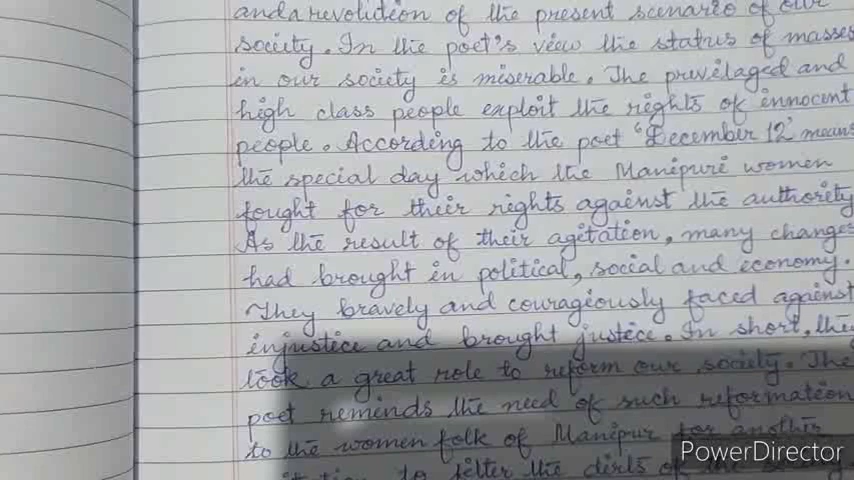 and a revolution of the present scenario of our
society. In the poet's view the status of masses
in our society is miserable. The previlaged and
high class people exploit the rights of innocent
people. According to the poet 'December 12' means
the special day which the Manipuri women
fought for their rights against the authority
As the result of their agitation, many changes
had brought in political, social and economy.
They bravely and couragiously faced against
injustice and brought justice. In short, they
took a great role to reform our society. The
poet reminds the need of such reformation
to the women folk of Manipur for another
to filter the dirts of the
PowerDirector